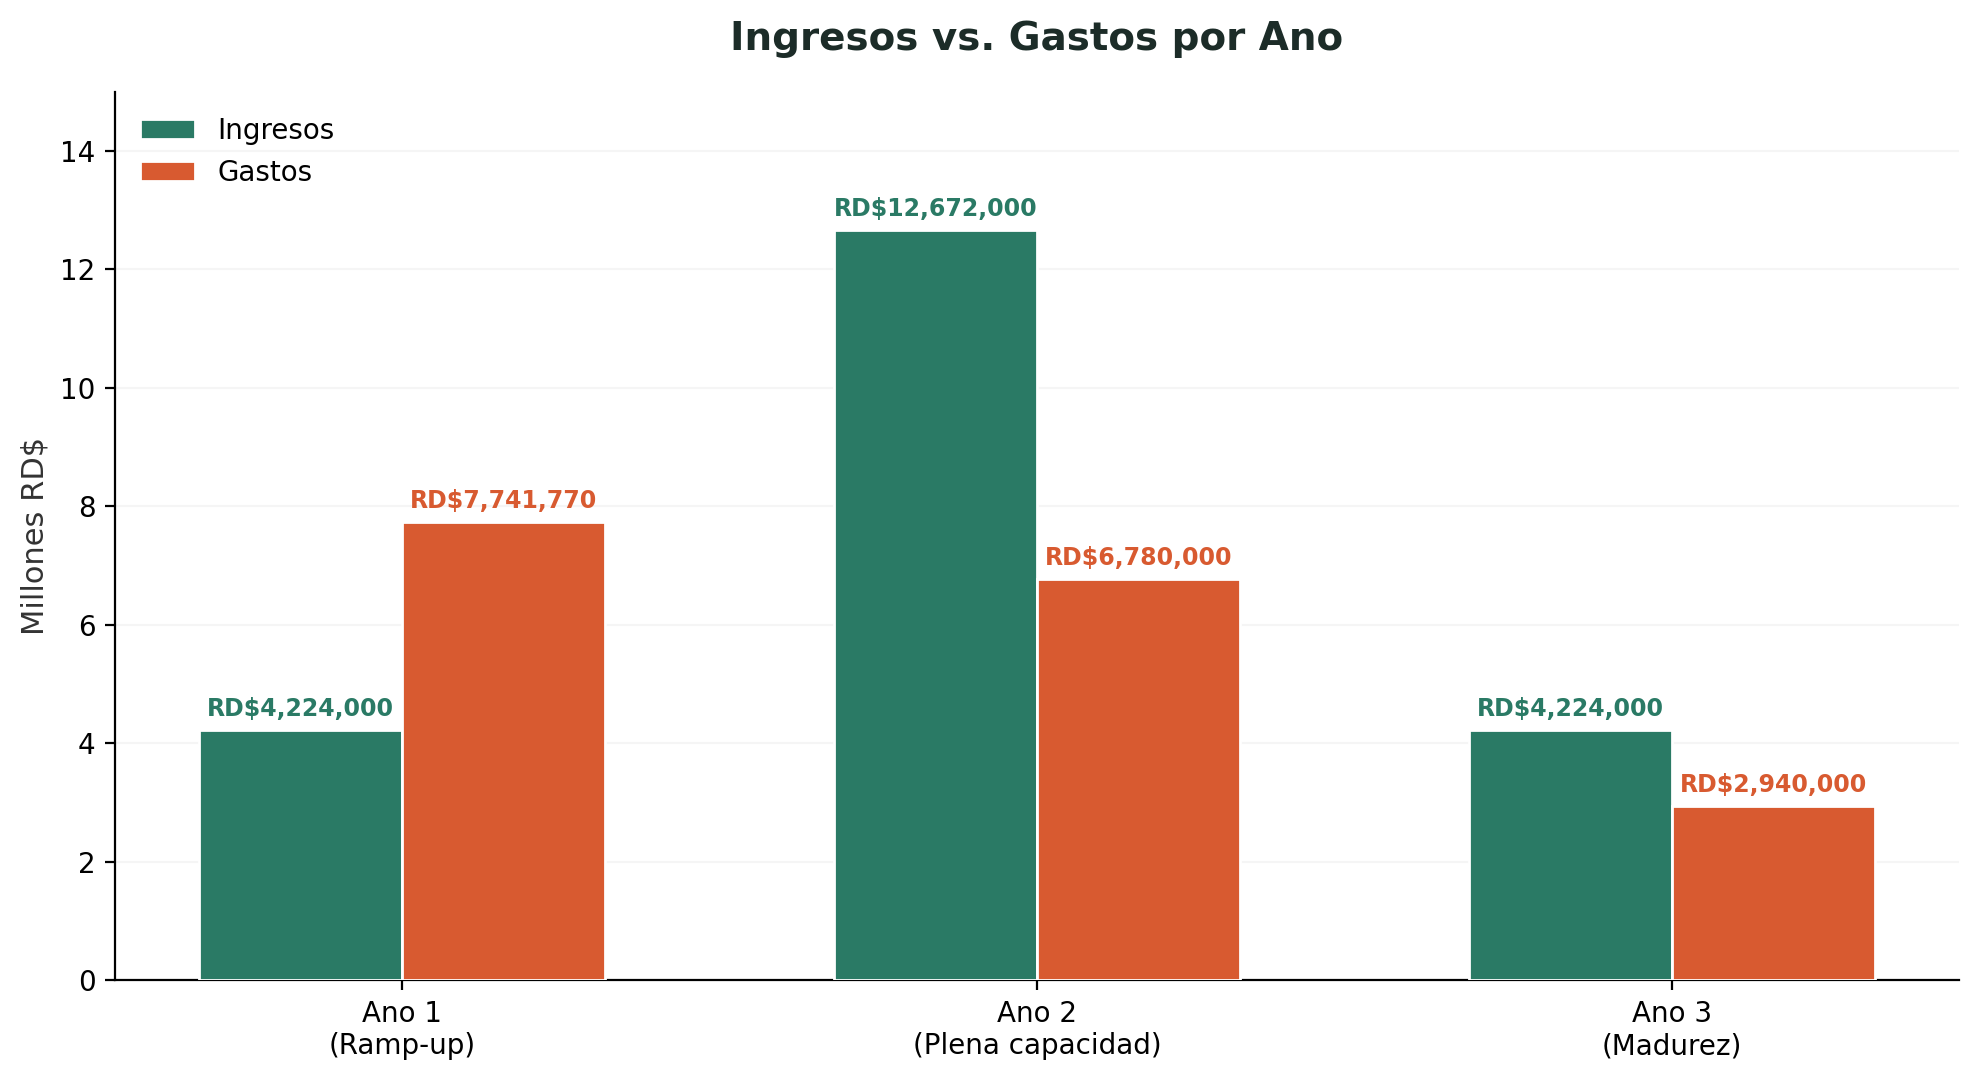 Ingresos vs. Gastos por Ano
Ingresos
Gastos
Millones RD$
14
12
10
8
6
4
2
0
RD$4,224,000
RD$7,741,770
RD$12,672,000
RD$6,780,000
RD$4,224,000
RD$2,940,000
Ano 1
(Ramp-up)
Ano 2
(Plena capacidad)
Ano 3
(Madurez)